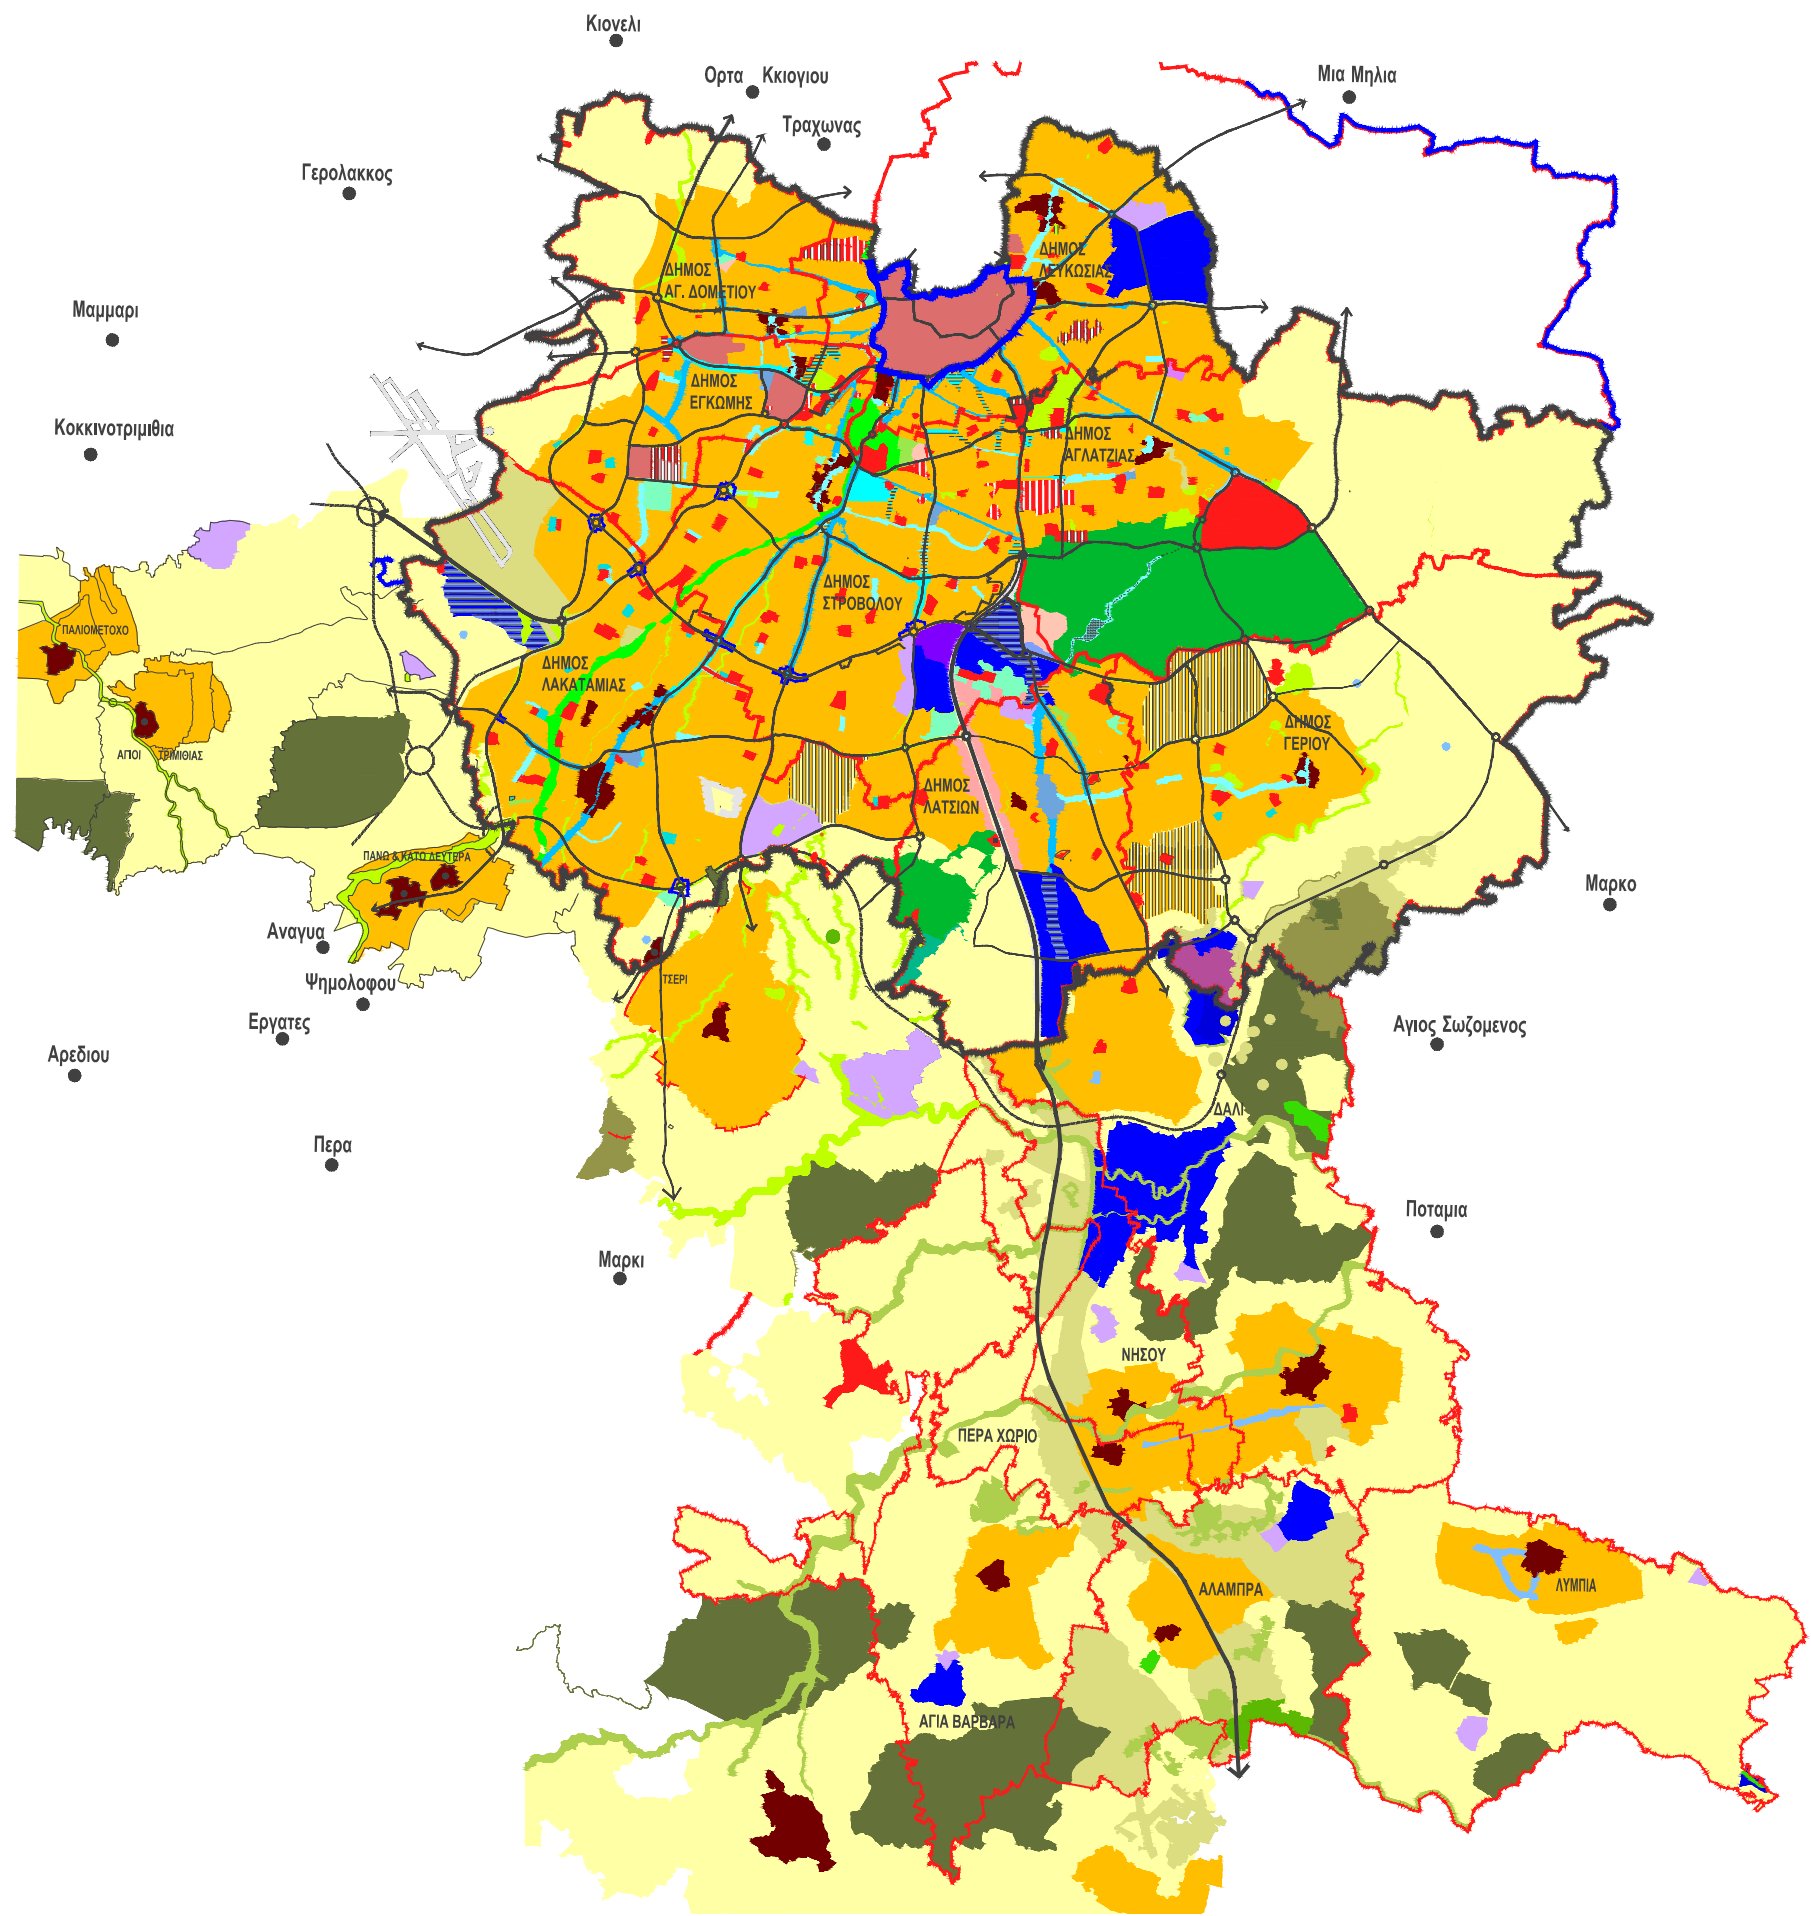 Κιονελι
Ορτα Κκιογιου
Μια Μηλια
Τραχωνας
Γερολακκος
ΔΗΜΟΣ
ΛΕΥΚΩΣΙΑΣ
ΔΗΜΟΣ
ΑΓ. ΔΟΜΕΤΙΟΥ
Μαμμαρι
ΔΗΜΟΣ
ΕΓΚΩΜΗΣ
Κοκκινοτριμιθια
ΔΗΜΟΣ
ΑΓΛΑΤΖΙΑΣ
ΔΗΜΟΣ
ΣΤΡΟΒΟΛΟΥ
ΠΑΛΙΟΜΕΤΟΧΟ
ΔΗΜΟΣ
ΛΑΚΑΤΑΜΙΑΣ
ΔΗΜΟΣ
ΓΕΡΙΟΥ
ΑΓΙΟΙ ΤΡΙΜΙΘΙΑΣ
ΔΗΜΟΣ
ΛΑΤΣΙΩΝ
ΠΑΝΩ & ΚΑΤΩ ΔΕΥΤΕΡΑ
Μαρκο
Αναγυα
Ψημολοφου
ΤΣΕΡΙ
Εργατες
Αγιος Σωζομενος
Αρεδιου
ΔΑΛΙ
Περα
Ποταμια
Μαρκι
ΝΗΣΟΥ
ΠΕΡΑ ΧΩΡΙΟ
ΑΛΑΜΠΡΑ
ΛΥΜΠΙΑ
ΑΓΙΑ ΒΑΡΒΑΡΑ